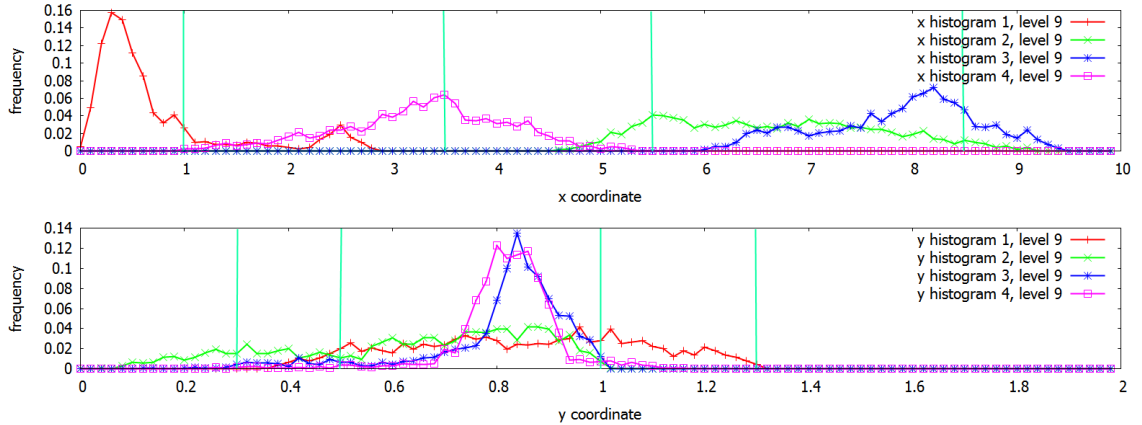 0.16
0.14
0.12
0.1
0.08
0.06
0.04
0.02
0
frequency
x histogram 1, level 9
x histogram 2, level 9
x histogram 3, level 9
x histogram 4, level 9
0 1 2 3 4 5 6 7 8 9 10
x coordinate
0.14
0.12
0.1
0.08
0.06
0.04
0.02
0
frequency
y histogram 1, level 9
y histogram 2, level 9
y histogram 3, level 9
y histogram 4, level 9
0 0.2 0.4 0.6 0.8 1 1.2 1.4 1.6 1.8 2
y coordinate